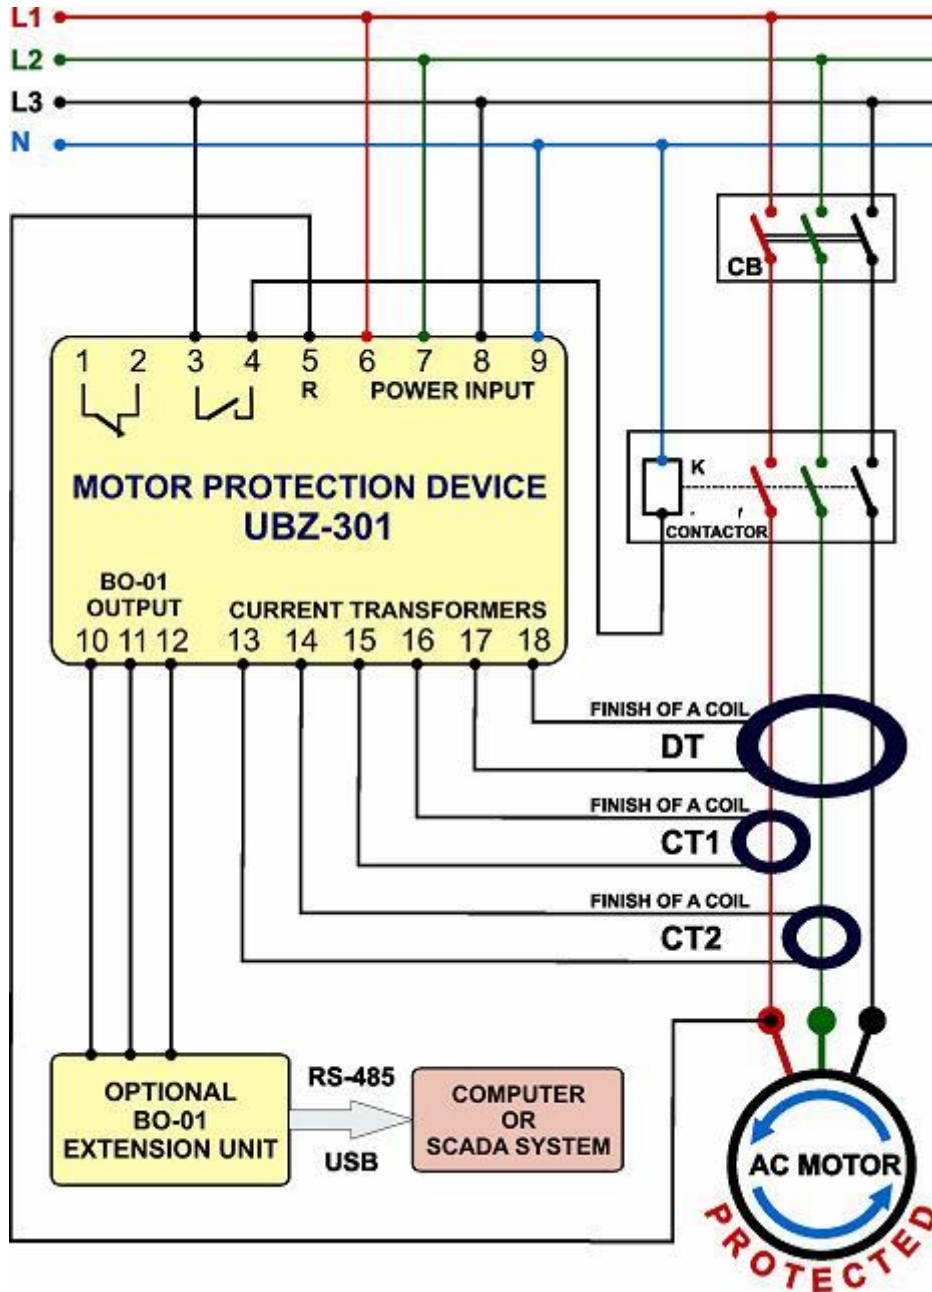 L1
L2
L3
N
CB
1 2 3 4 5 6 7 8 9
R POWER INPUT
MOTOR PROTECTION DEVICE
UBZ-301
K
CONTACTOR
BO-01
OUTPUT
CURRENT TRANSFORMERS
10 11 12 13 14 15 16 17 18
FINISH OF A COIL
DT
FINISH OF A COIL
CT1
FINISH OF A COIL
CT2
OPTIONAL
BO-01
EXTENSION UNIT
RS-485
USB
COMPUTER
OR
SCADA SYSTEM
AC MOTOR
PROTECTED